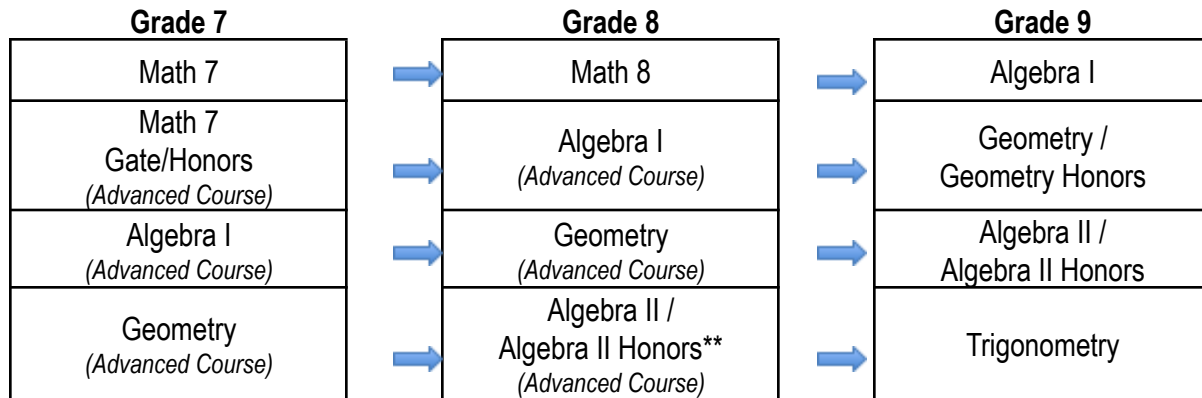 Grade 7
Grade 8
Grade 9
Math 7
Math 8
Algebra I
Math 7
Gate/Honors
(Advanced Course)
Algebra I
(Advanced Course)
Geometry /
Geometry Honors
Algebra I
(Advanced Course)
Geometry
(Advanced Course)
Algebra II /
Algebra II Honors
Geometry
(Advanced Course)
Algebra II /
Algebra II Honors**
(Advanced Course)
Trigonometry